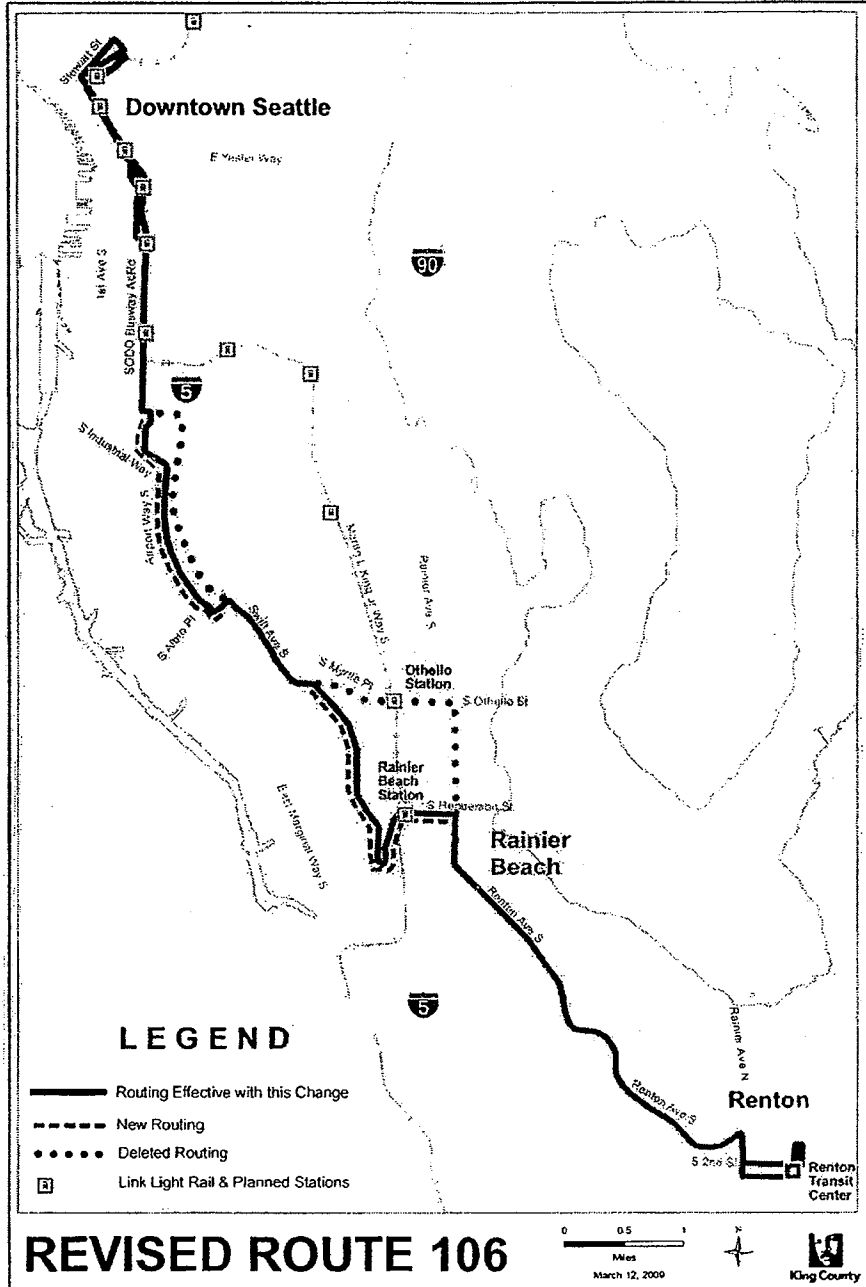 Stewart St
Downtown Seattle
E Yesler Way
1st Ave S
SODO Busway AcRd
90
5
S Industrial Way
Airport Way S
Martin L King Jr Way S
Rainier Ave S
S Albro Pl
Swift Ave S
S Myrtle Pl
Othello
Station
S Othello St
Rainier
Beach
Station
S Henderson St
East Marginal Way S
Rainier
Beach
Renton Ave S
5
LEGEND
Routing Effective with this Change
New Routing
Deleted Routing
Link Light Rail & Planned Stations
Rainier Ave N
Renton Ave S
Renton
S 2nd St
Renton
Transit
Center
REVISED ROUTE 106
0 0.5 1
Miles
March 12, 2009
King County